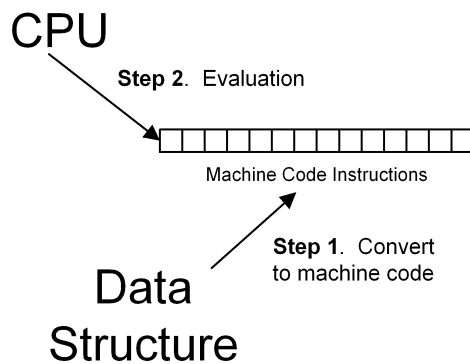 CPU
Step 2.  Evaluation
Machine Code Instructions
Step 1.  Convert
to machine code
Data
Structure